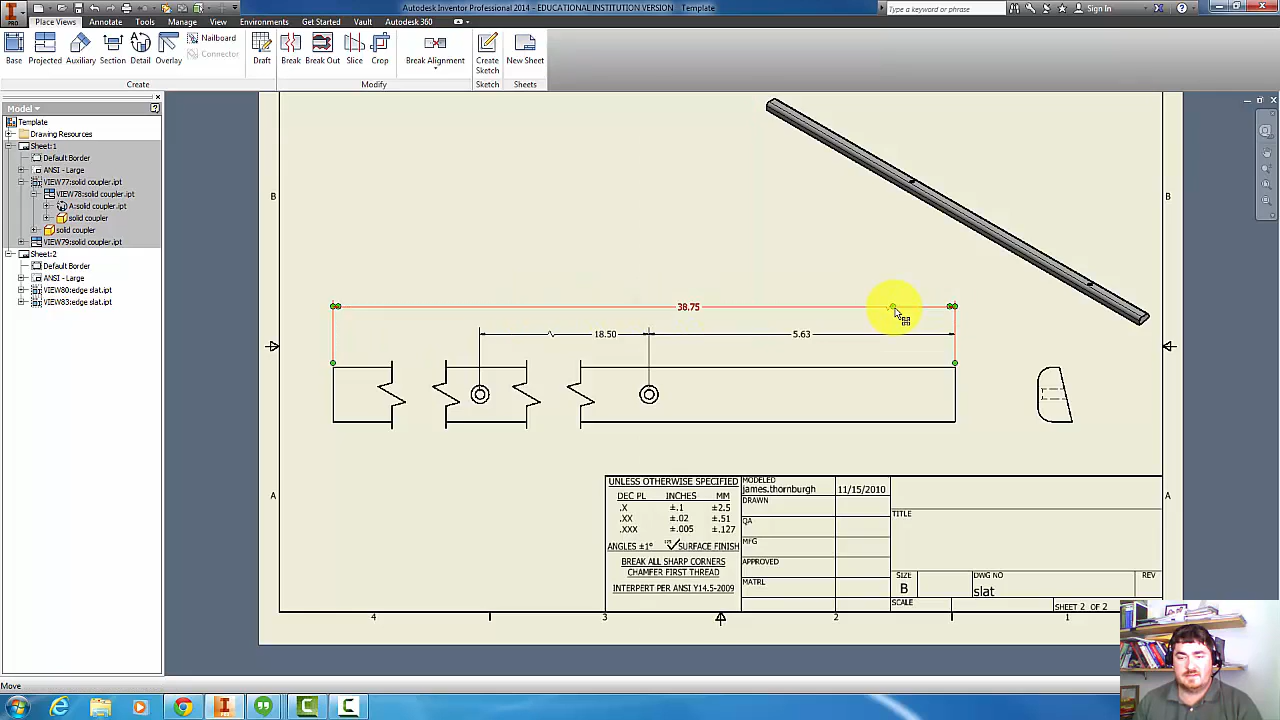 Autodesk Inventor Professional 2014 - EDUCATIONAL INSTITUTION VERSION Template
Type a keyword or phrase
Sign In
PRO
Place Views Annotate Tools Manage View Environments Get Started Vault Autodesk 360
Base Projected Auxiliary Section Detail Overlay
Nailboard
Connector
Draft Break Break Out Slice Crop Break Alignment
Create
Sketch
New Sheet
Create Modify Sketch Sheets
Model
Template
Drawing Resources
Sheet:1
Default Border
ANSI - Large
VIEW77:solid coupler.ipt
VIEW78:solid coupler.ipt
A:solid coupler.ipt
solid coupler
solid coupler
VIEW79:solid coupler.ipt
Sheet:2
Default Border
ANSI - Large
VIEW80:edge slat.ipt
VIEW83:edge slat.ipt
B B
38.75
18.50 5.63
A A
UNLESS OTHERWISE SPECIFIED
DEC PL INCHES MM
.X ±.1 ±2.5
.XX ±.02 ±.51
.XXX ±.005 ±.127
ANGLES ±1° SURFACE FINISH
BREAK ALL SHARP CORNERS
CHAMFER FIRST THREAD
INTERPERT PER ANSI Y14.5-2009
MODELED
james.thornburgh 11/15/2010
DRAWN
QA
MFG
APPROVED
MATRL
TITLE
SIZE
B
DWG NO
slat
REV
SCALE
SHEET 2 OF 2
4 3 2 1
Move